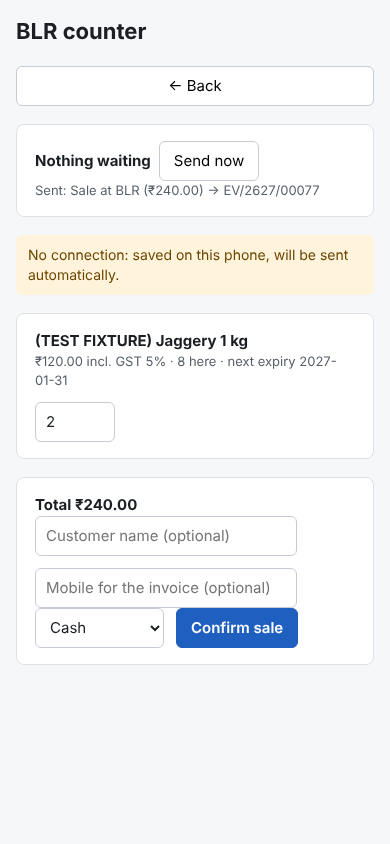 BLR counter
← Back
Nothing waiting Send now
Sent: Sale at BLR (₹240.00) → EV/2627/00077
No connection: saved on this phone, will be sent
automatically.
(TEST FIXTURE) Jaggery 1 kg
₹120.00 incl. GST 5% · 8 here · next expiry 2027-
01-31
2
Total ₹240.00
Customer name (optional)
Mobile for the invoice (optional)
Cash Confirm sale